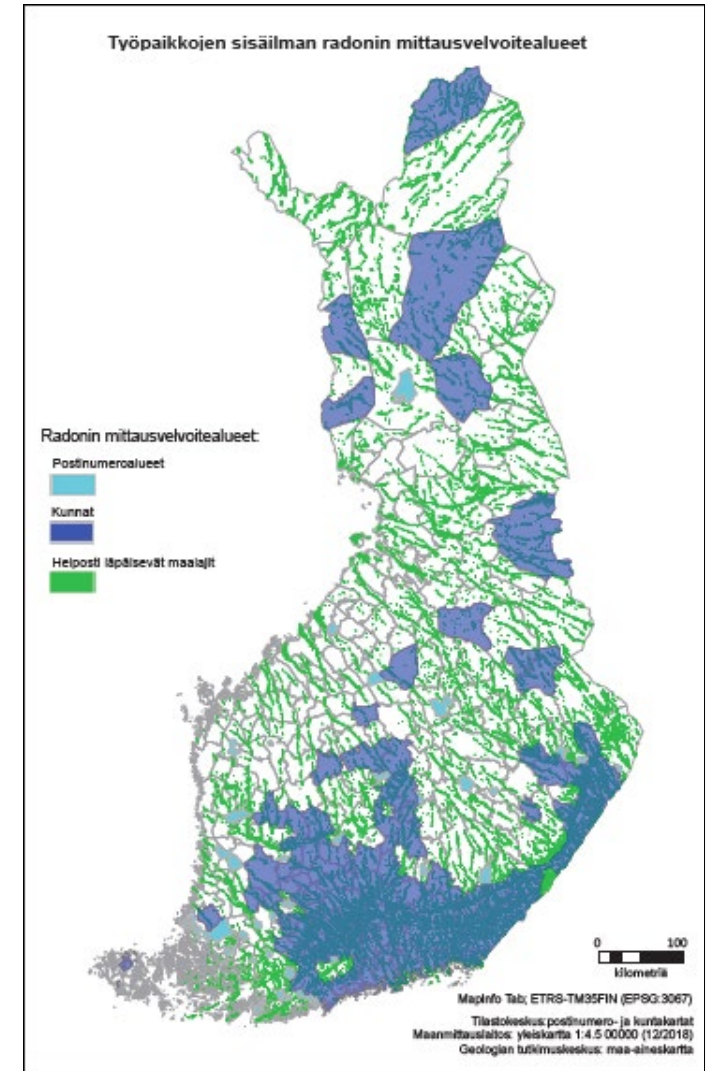 Työpaikkojen sisäilman radonin mittausvelvoitealueet
Radonin mittausvelvoitealueet:
Postinumeroalueet
Kunnat
Helposti läpäisevät maalajit
0 100
kilometriä
MapInfo Tab; ETRS-TM35FIN (EPSG:3067)
Tilastokeskus:postinumero- ja kuntakartat
Maanmittauslaitos: yleiskartta 1:4.5 00000 (12/2018)
Geologian tutkimuskeskus: maa-aineskartta